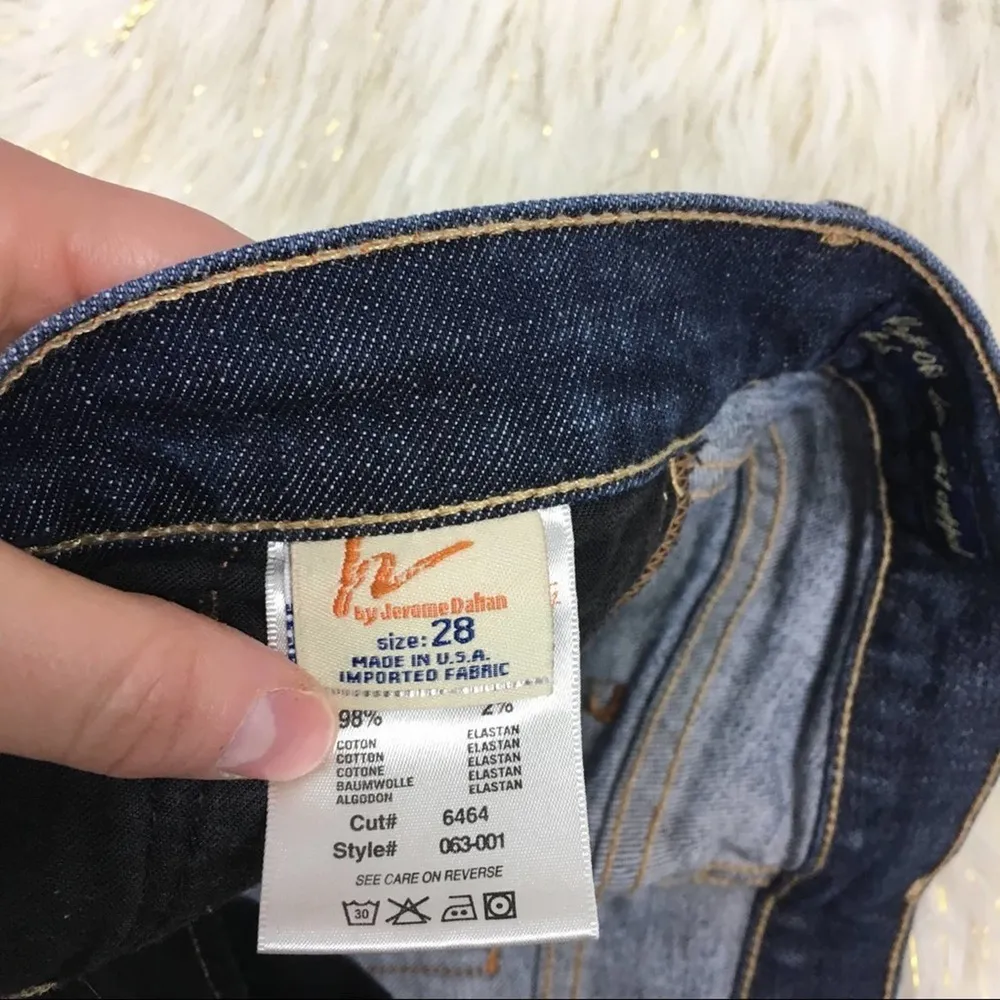 by Jerome Dahan
size: 28
MADE IN U.S.A.
IMPORTED FABRIC
98% 2%
COTON ELASTAN
COTTON ELASTAN
COTONE ELASTAN
BAUMWOLLE ELASTAN
ALGODON ELASTAN
Cut# 6464
Style# 063-001
SEE CARE ON REVERSE
30